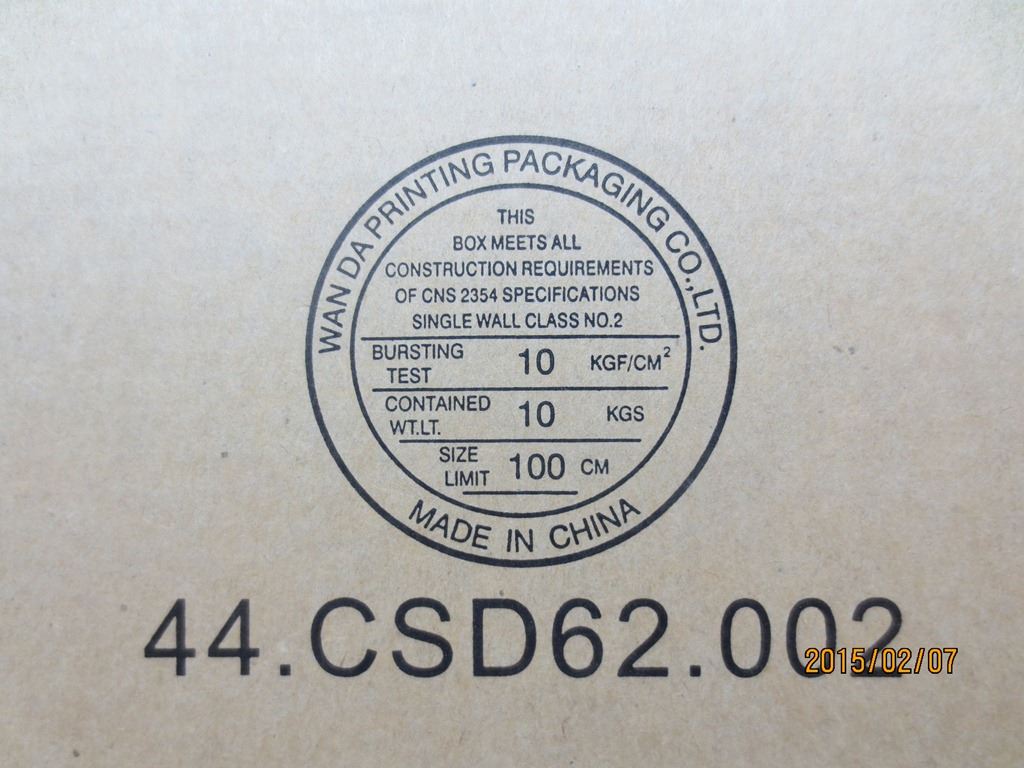 WAN DA PRINTING PACKAGING CO.,LTD.
THIS
BOX MEETS ALL
CONSTRUCTION REQUIREMENTS
OF CNS 2354 SPECIFICATIONS
SINGLE WALL CLASS NO.2
BURSTING TEST 10 KGF/CM²
CONTAINED WT.LT. 10 KGS
SIZE LIMIT 100 CM
MADE IN CHINA
44.CSD62.002
2015/02/07